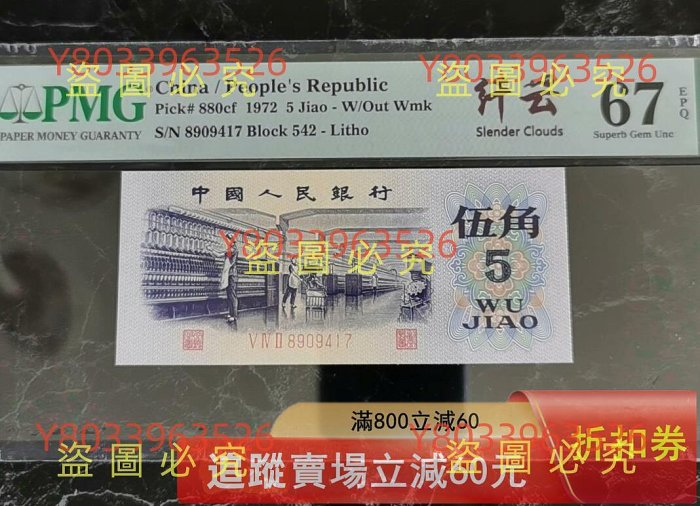 Y8033963526 Y8033963526
盜圖必究 盜圖必究
PMG
PAPER MONEY GUARANTY
China / People's Republic
Pick# 880cf 1972 5 Jiao - W/Out Wmk
S/N 8909417 Block 542 - Litho
纤云
Slender Clouds
67
EPQ
Superb Gem Unc
中國人民銀行
伍角
5
WU
JIAO
Y8033963526
盜圖必究
V IV II 8909417
滿800立減60
折扣券
Y8033963526 Y8033963526
盜圖必究 盜圖必究
追蹤賣場立減60元